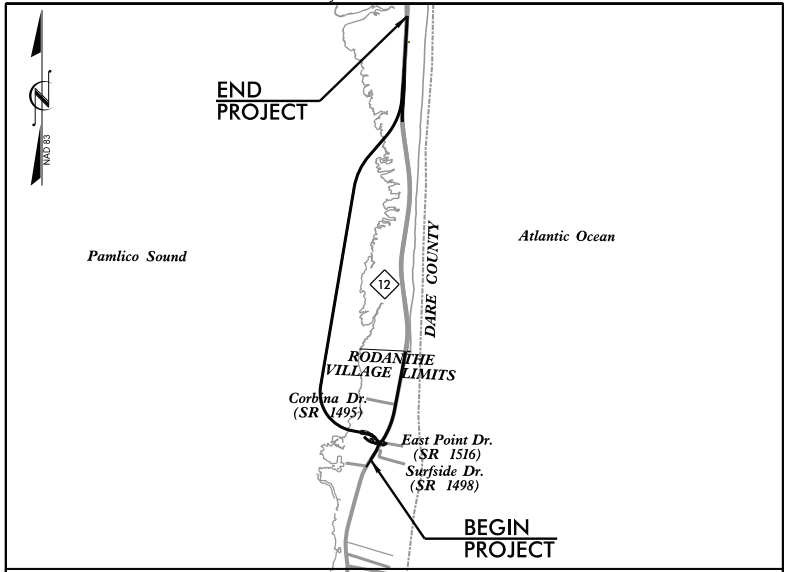 END
PROJECT
NAD 83
Pamlico Sound
Atlantic Ocean
DARE COUNTY
12
RODANTHE
VILLAGE LIMITS
Corbina Dr.
(SR 1495)
East Point Dr.
(SR 1516)
Surfside Dr.
(SR 1498)
BEGIN
PROJECT